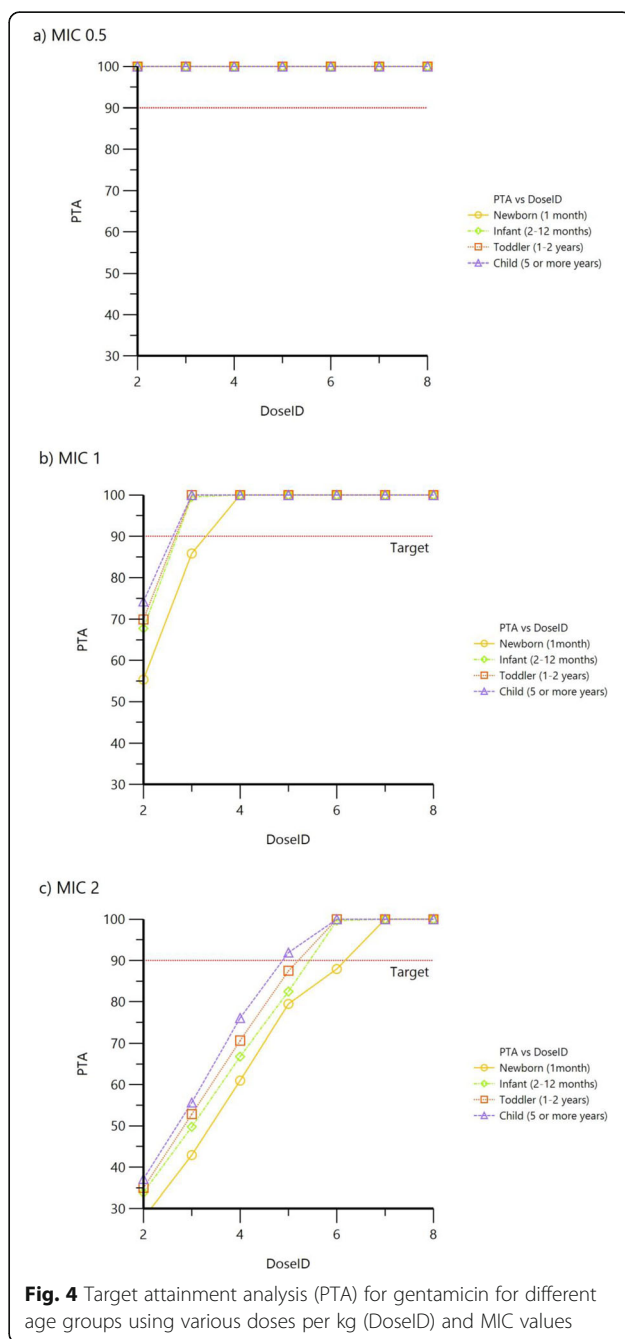 a) MIC 0.5
100
90
80
70
60
50
40
30
PTA
2 4 6 8
DoseID
PTA vs DoseID
Newborn (1 month)
Infant (2-12 months)
Toddler (1-2 years)
Child (5 or more years)
b) MIC 1
100
90
80
70
60
50
40
30
PTA
Target
2 4 6 8
DoseID
PTA vs DoseID
Newborn (1month)
Infant (2-12 months)
Toddler (1-2 years)
Child (5 or more years)
c) MIC 2
100
90
80
70
60
50
40
30
PTA
Target
2 4 6 8
DoseID
PTA vs DoseID
Newborn (1month)
Infant (2-12 months)
Toddler (1-2 years)
Child (5 or more years)
Fig. 4 Target attainment analysis (PTA) for gentamicin for different
age groups using various doses per kg (DoseID) and MIC values